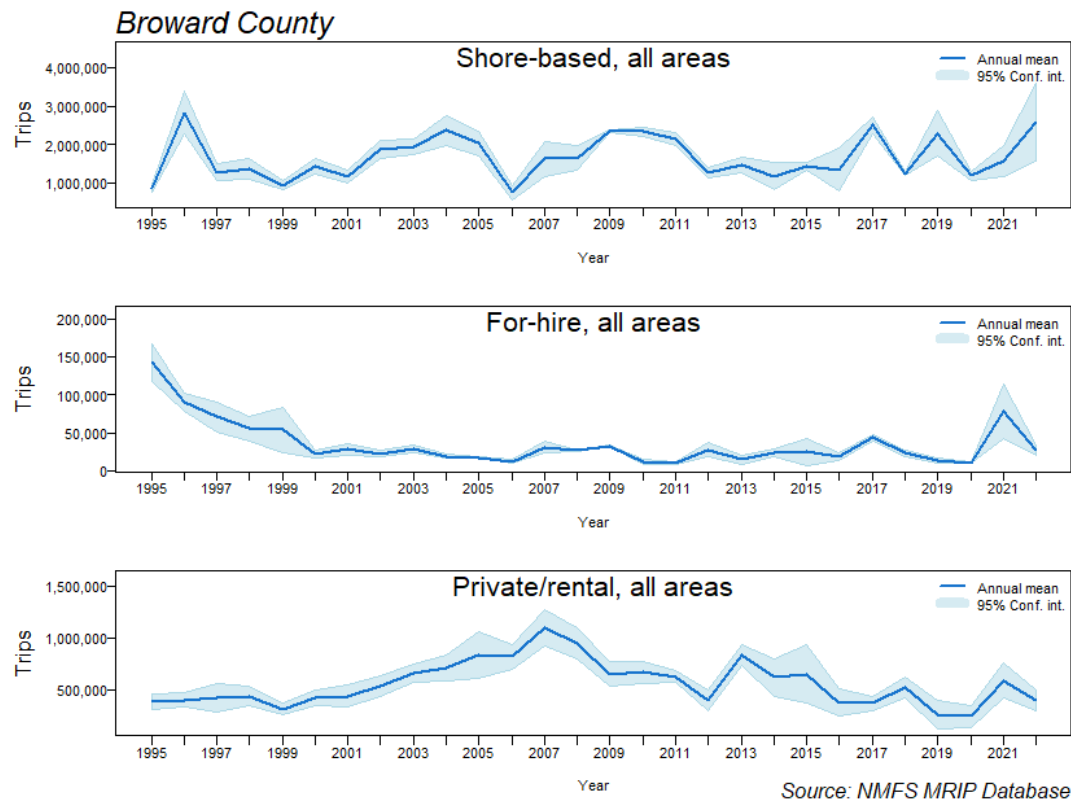 Broward County
Shore-based, all areas
Annual mean
95% Conf. int.
Trips
4,000,000
3,000,000
2,000,000
1,000,000
1995 1997 1999 2001 2003 2005 2007 2009 2011 2013 2015 2017 2019 2021
Year
For-hire, all areas
Annual mean
95% Conf. int.
Trips
200,000
150,000
100,000
50,000
0
1995 1997 1999 2001 2003 2005 2007 2009 2011 2013 2015 2017 2019 2021
Year
Private/rental, all areas
Annual mean
95% Conf. int.
Trips
1,500,000
1,000,000
500,000
1995 1997 1999 2001 2003 2005 2007 2009 2011 2013 2015 2017 2019 2021
Year
Source: NMFS MRIP Database